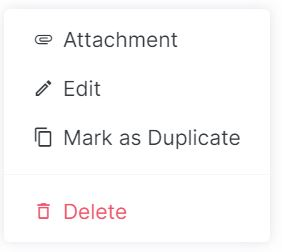 Attachment
Edit
Mark as Duplicate
Delete